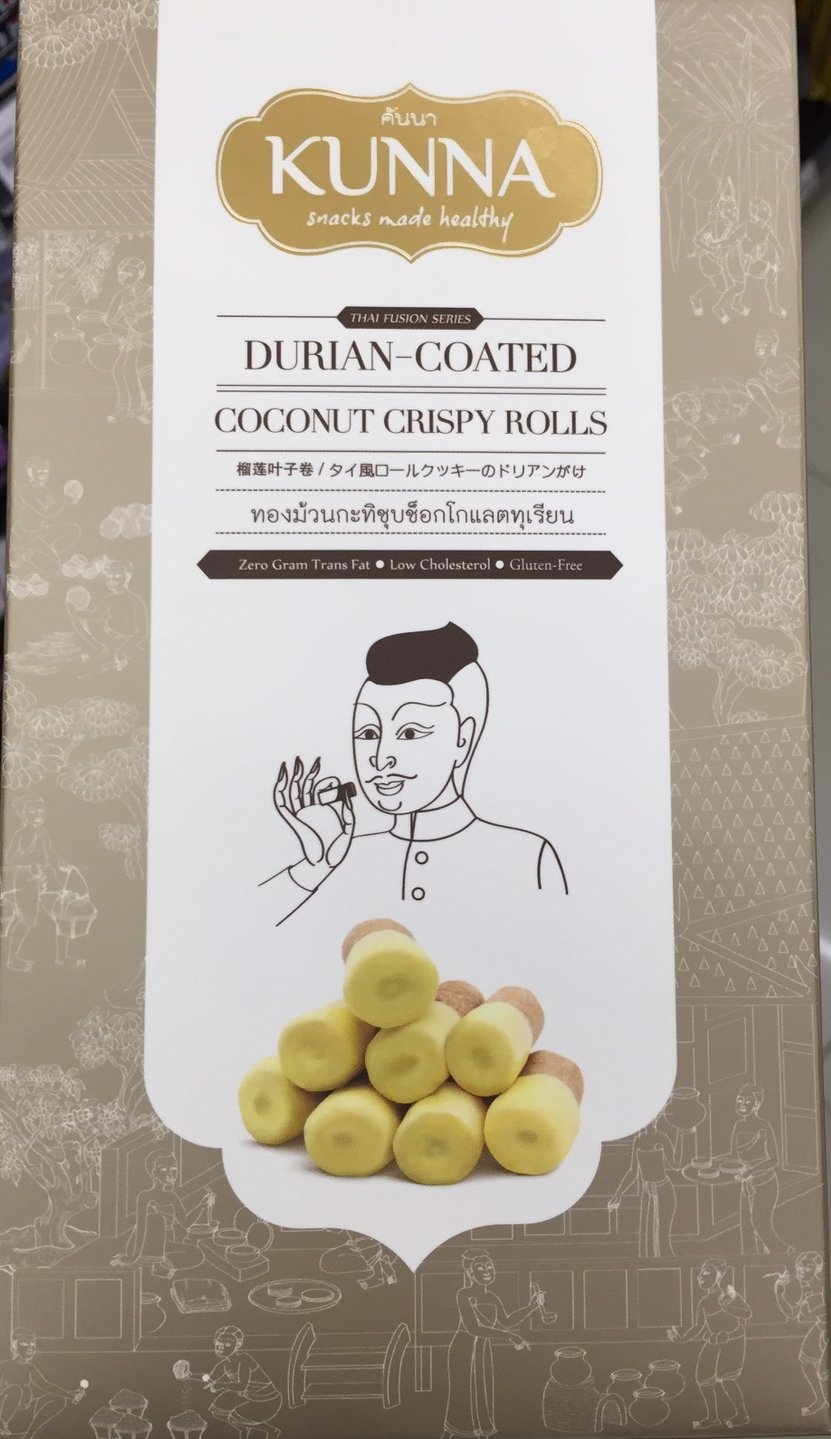 คันนา
KUNNA
snacks made healthy
THAI FUSION SERIES
DURIAN-COATED
COCONUT CRISPY ROLLS
榴莲叶子卷 / タイ風ロールクッキーのドリアンがけ
ทองม้วนกะทิชุบช็อกโกแลตทุเรียน
Zero Gram Trans Fat ● Low Cholesterol ● Gluten-Free